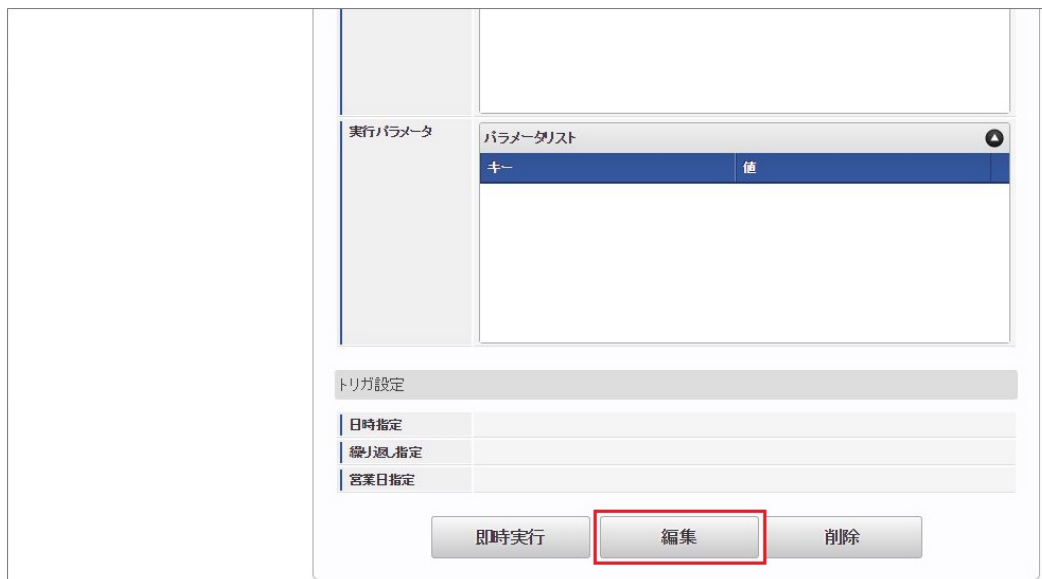 実行パラメータ
パラメータリスト
キー 値
トリガ設定
日時指定
繰り返し指定
営業日指定
即時実行 編集 削除